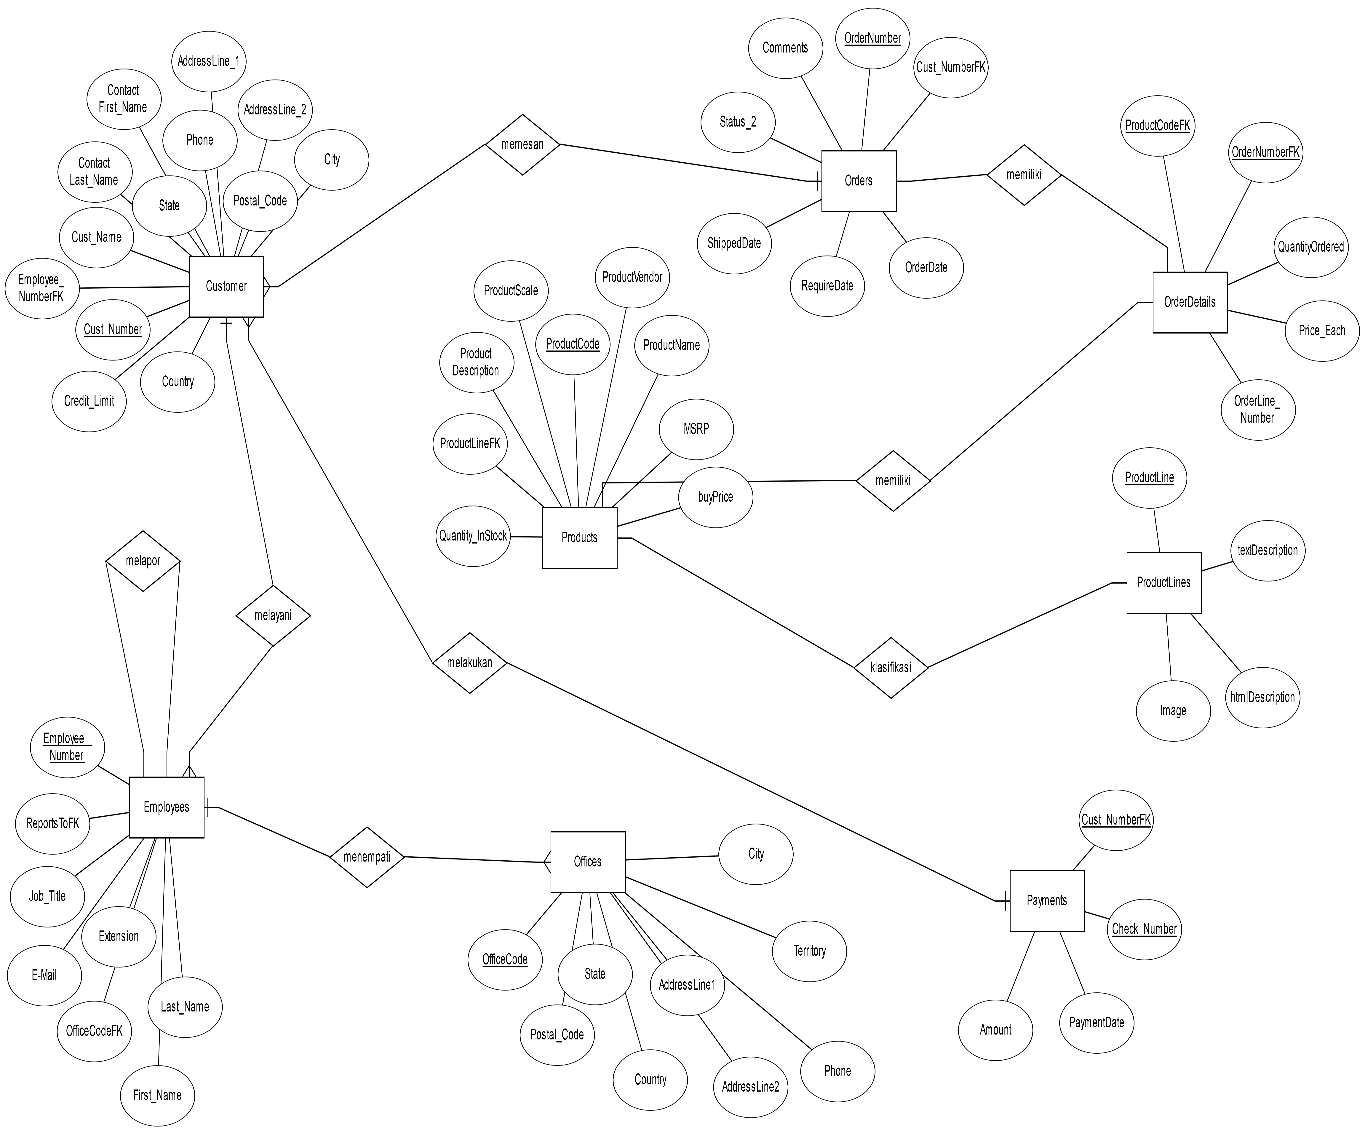 AddressLine_1
Contact
First_Name
AddressLine_2
Phone
City
Contact
Last_Name
State
Postal_Code
Cust_Name
Employee_
NumberFK
Customer
Cust_Number
Country
Credit_Limit
memesan
Comments
OrderNumber
Cust_NumberFK
Status_2
Orders
ShippedDate
RequireDate
OrderDate
memiliki
ProductCodeFK
OrderNumberFK
QuantityOrdered
OrderDetails
Price_Each
OrderLine_
Number
ProductScale
ProductVendor
ProductCode
ProductName
Product
Description
MSRP
ProductLineFK
buyPrice
Quantity_InStock
Products
memiliki
ProductLine
textDescription
ProductLines
klasifikasi
Image
htmlDescription
melapor
melayani
melakukan
Employee_
Number
Employees
ReportsToFK
Job_Title
Extension
E-Mail
OfficeCodeFK
Last_Name
First_Name
menempati
Offices
City
OfficeCode
State
AddressLine1
Territory
Postal_Code
Country
AddressLine2
Phone
Cust_NumberFK
Payments
Check_Number
Amount
PaymentDate